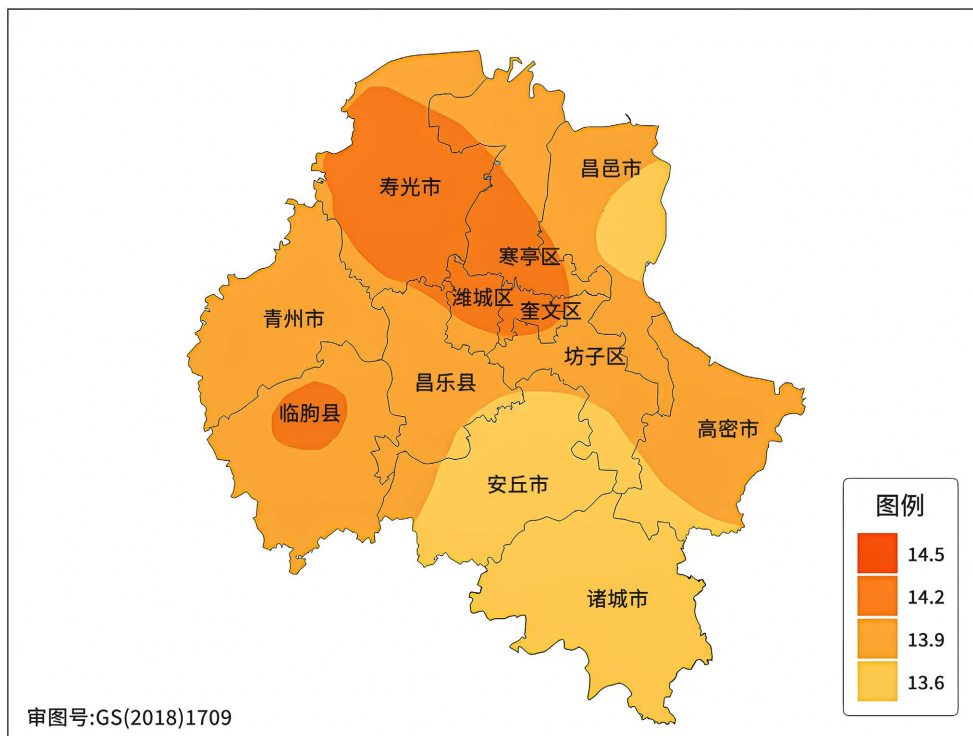 昌邑市
寿光市
寒亭区
潍城区
奎文区
青州市
坊子区
昌乐县
临朐县
高密市
安丘市
诸城市
图例
14.5
14.2
13.9
13.6
审图号:GS(2018)1709